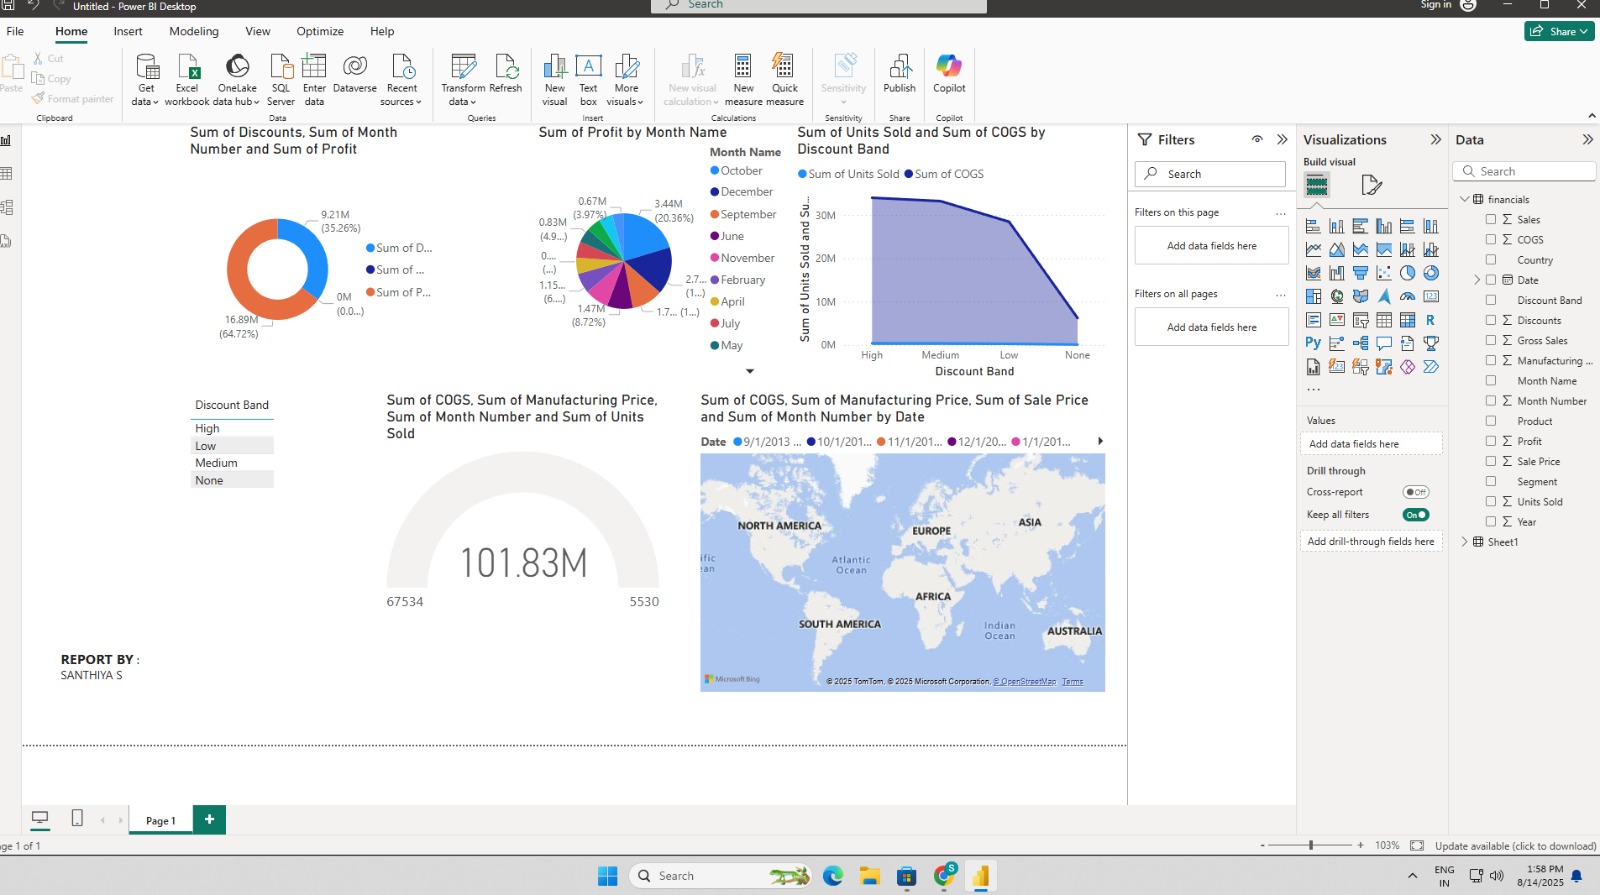 Untitled - Power BI Desktop
Search
Sign in
File
Home
Insert
Modeling
View
Optimize
Help
Share
Paste
Cut
Copy
Format painter
Clipboard
Get data
Excel workbook
OneLake data hub
SQL Server
Enter data
Dataverse
Recent sources
Data
Transform data
Refresh
Queries
New visual
Text box
More visuals
Insert
New visual calculation
New measure
Quick measure
Calculations
Sensitivity
Sensitivity
Publish
Share
Copilot
Copilot
Sum of Discounts, Sum of Month
Number and Sum of Profit
9.21M
(35.26%)
0M
(0.0...)
16.89M
(64.72%)
Sum of D...
Sum of ...
Sum of P...
Sum of Profit by Month Name
0.67M
(3.97%)
3.44M
(20.36%)
0.83M
(4.9...)
0....
(...)
1.15...
(6....)
1.47M
(8.72%)
1.7... (1...)
2.7...
(1...)
Month Name
October
December
September
June
November
February
April
July
May
Sum of Units Sold and Sum of COGS by
Discount Band
Sum of Units Sold
Sum of COGS
Sum of Units Sold and Su...
30M
20M
10M
0M
High
Medium
Low
None
Discount Band
Discount Band
High
Low
Medium
None
Sum of COGS, Sum of Manufacturing Price,
Sum of Month Number and Sum of Units
Sold
101.83M
67534
5530
Sum of COGS, Sum of Manufacturing Price, Sum of Sale Price
and Sum of Month Number by Date
Date
9/1/2013 ...
10/1/201...
11/1/201...
12/1/20...
1/1/201...
NORTH AMERICA
EUROPE
ASIA
ific
ean
Atlantic
Ocean
AFRICA
SOUTH AMERICA
Indian
Ocean
AUSTRALIA
Microsoft Bing
© 2025 TomTom, © 2025 Microsoft Corporation, © OpenStreetMap Terms
REPORT BY :
SANTHIYA S
Filters
Search
Filters on this page
...
Add data fields here
Filters on all pages
...
Add data fields here
Visualizations
Build visual
R
Py
123
...
Values
Add data fields here
Drill through
Cross-report
Off
Keep all filters
On
Add drill-through fields here
Data
Search
financials
Sales
COGS
Country
Date
Discount Band
Discounts
Gross Sales
Manufacturing ...
Month Name
Month Number
Product
Profit
Sale Price
Segment
Units Sold
Year
Sheet1
Page 1
+
age 1 of 1
- + 103%
Update available (click to download)
Search
ENG
IN
1:58 PM
8/14/2025